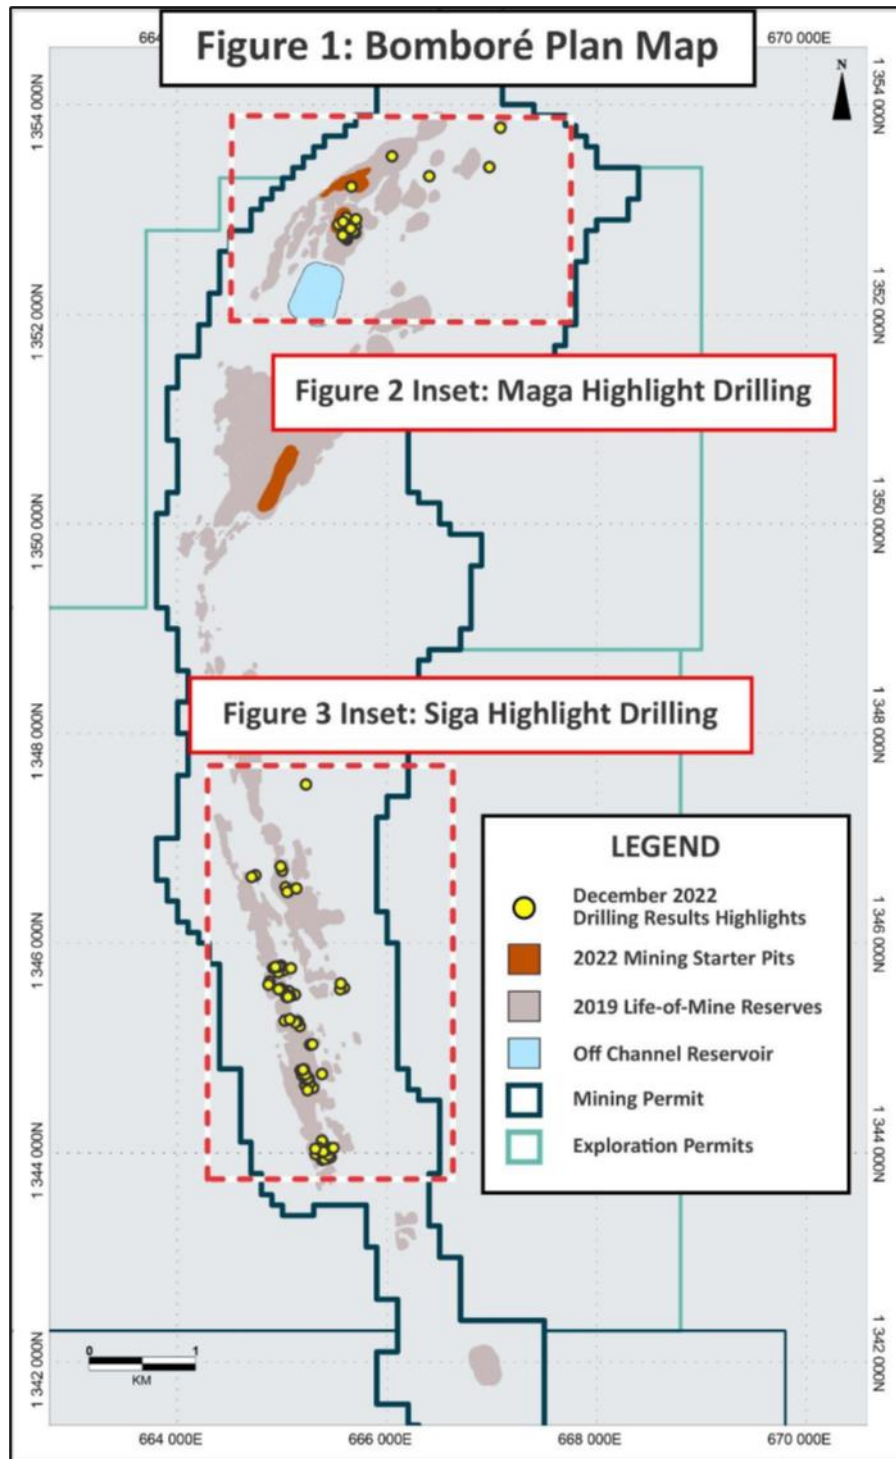 Figure 1: Bomboré Plan Map
664
670 000E
N
1 354 000N
1 354 000N
1 352 000N
1 352 000N
Figure 2 Inset: Maga Highlight Drilling
1 350 000N
1 350 000N
Figure 3 Inset: Siga Highlight Drilling
1 348 000N
1 348 000N
LEGEND
December 2022
Drilling Results Highlights
2022 Mining Starter Pits
2019 Life-of-Mine Reserves
Off Channel Reservoir
Mining Permit
Exploration Permits
1 346 000N
1 346 000N
1 344 000N
1 344 000N
1 342 000N
1 342 000N
0 1
KM
664 000E 666 000E 668 000E 670 000E